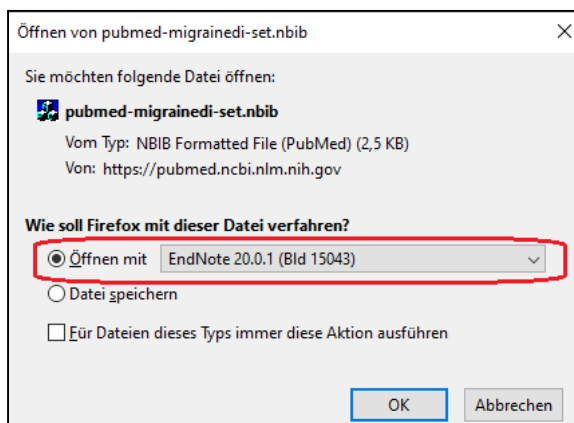 Öffnen von pubmed-migrainedi-set.nbib
Sie möchten folgende Datei öffnen:
pubmed-migrainedi-set.nbib
Vom Typ: NBIB Formatted File (PubMed) (2,5 KB)
Von: https://pubmed.ncbi.nlm.nih.gov
Wie soll Firefox mit dieser Datei verfahren?
Öffnen mit EndNote 20.0.1 (Bld 15043)
Datei speichern
Für Dateien dieses Typs immer diese Aktion ausführen
OK Abbrechen